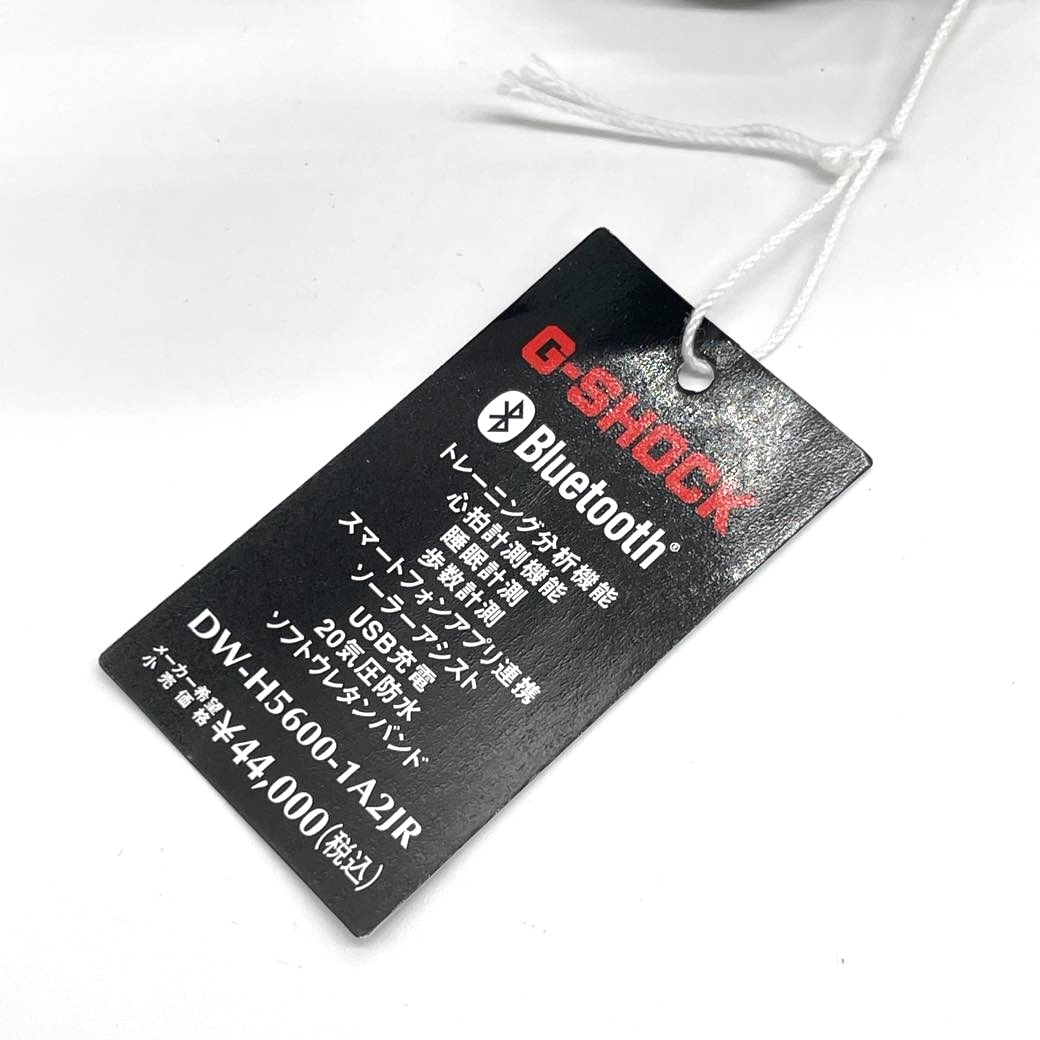 G-SHOCK
Bluetooth®
トレーニング分析機能
心拍計測機能
睡眠計測
歩数計測
スマートフォンアプリ連携
ソーラーアシスト
USB充電
20気圧防水
ソフトウレタンバンド
DW-H5600-1A2JR
メーカー希望
小売価格
¥44,000(税込)